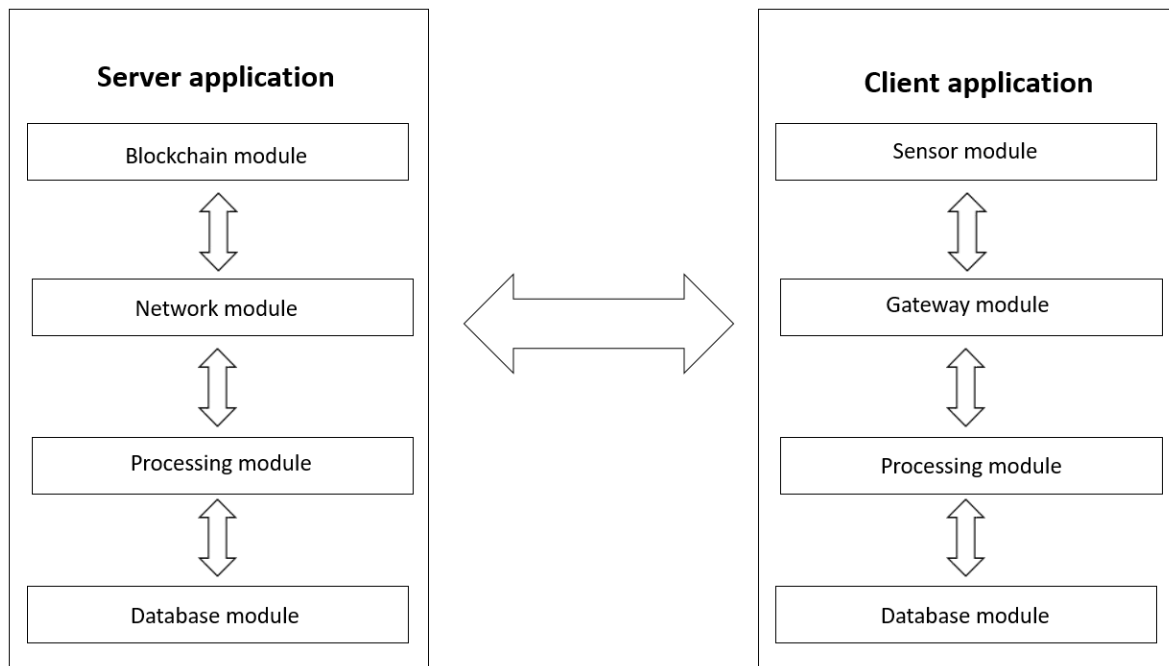 Server application
Blockchain module
Network module
Processing module
Database module
Client application
Sensor module
Gateway module
Processing module
Database module